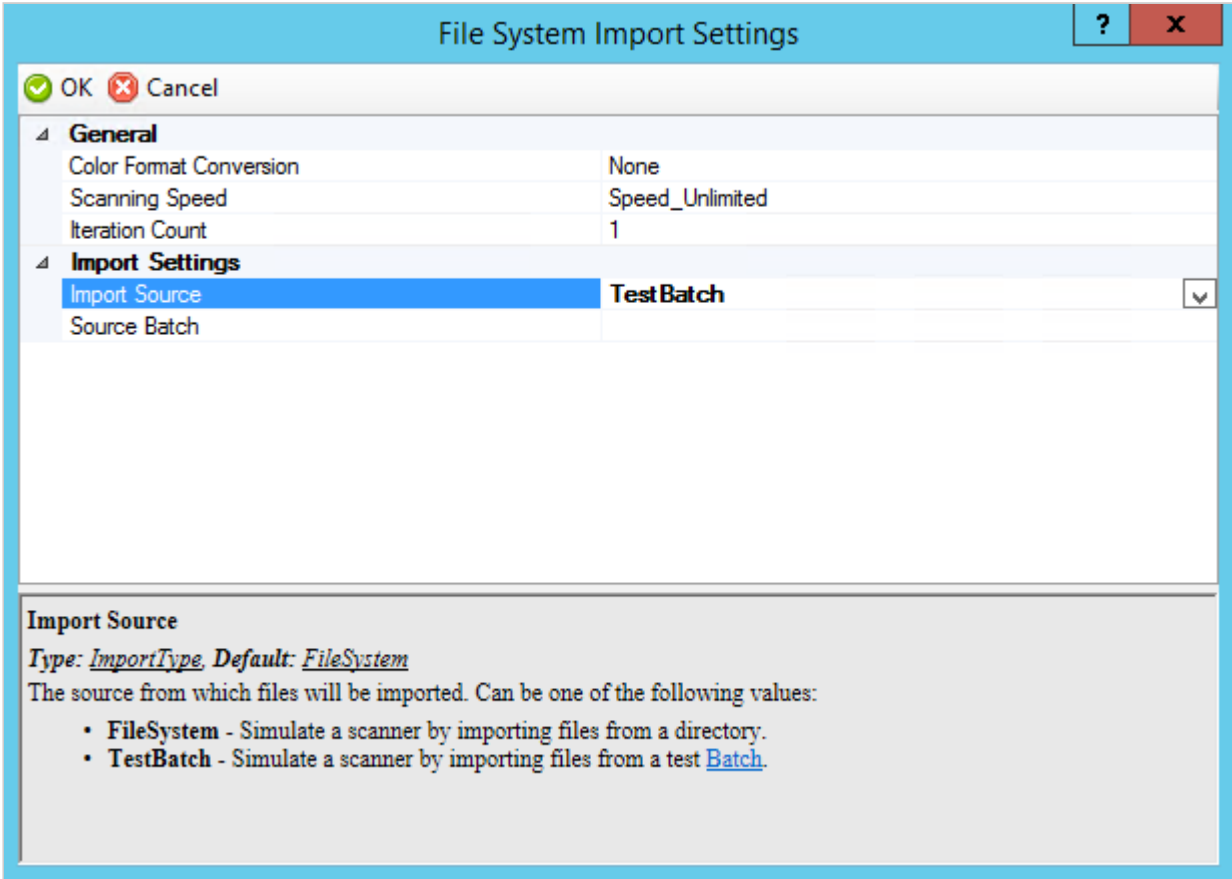 File System Import Settings
? x
OK Cancel
General
Color Format Conversion None
Scanning Speed Speed_Unlimited
Iteration Count 1
Import Settings
Import Source TestBatch
Source Batch
Import Source
Type: ImportType, Default: FileSystem
The source from which files will be imported. Can be one of the following values:
• FileSystem - Simulate a scanner by importing files from a directory.
• TestBatch - Simulate a scanner by importing files from a test Batch.